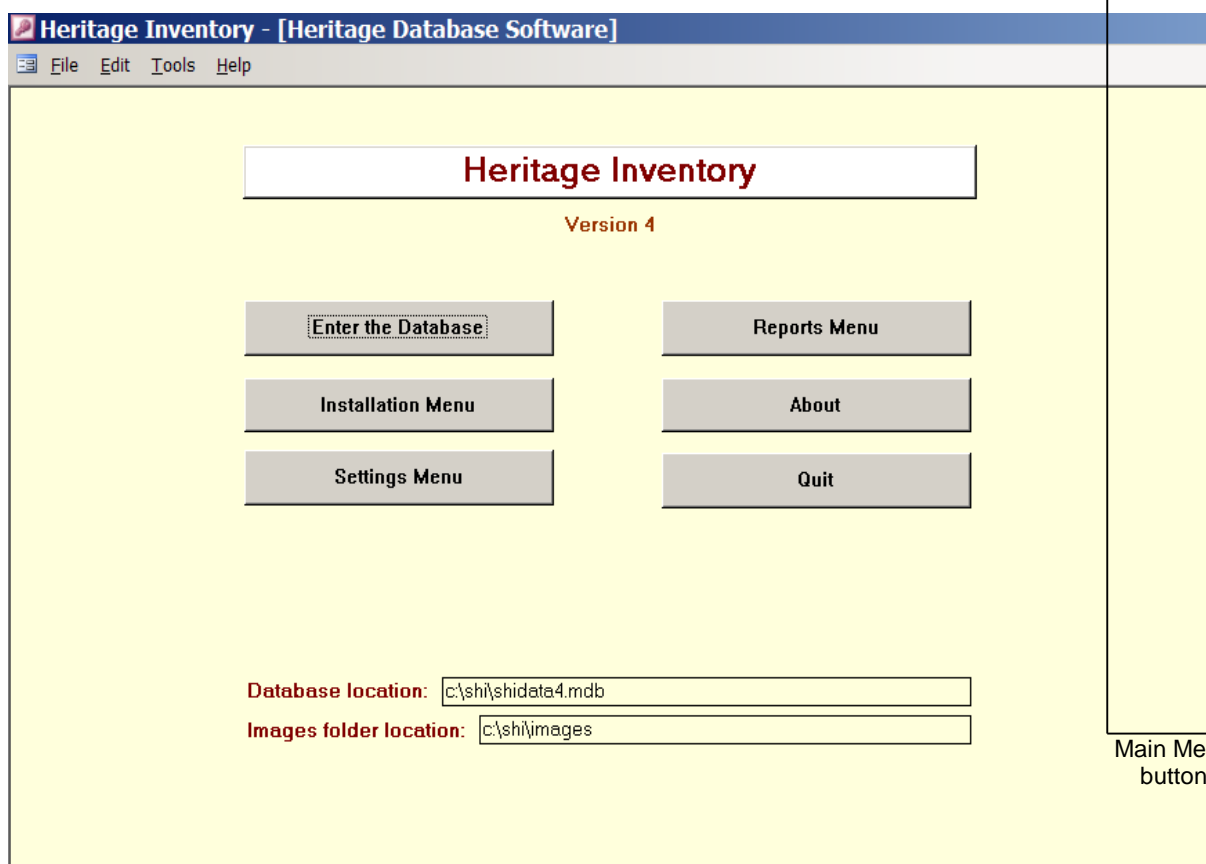 Heritage Inventory - [Heritage Database Software]
File Edit Tools Help
Heritage Inventory
Version 4
Enter the Database
Reports Menu
Installation Menu
About
Settings Menu
Quit
Database location: c:\shi\shidata4.mdb
Images folder location: c:\shi\images
Main Me
button